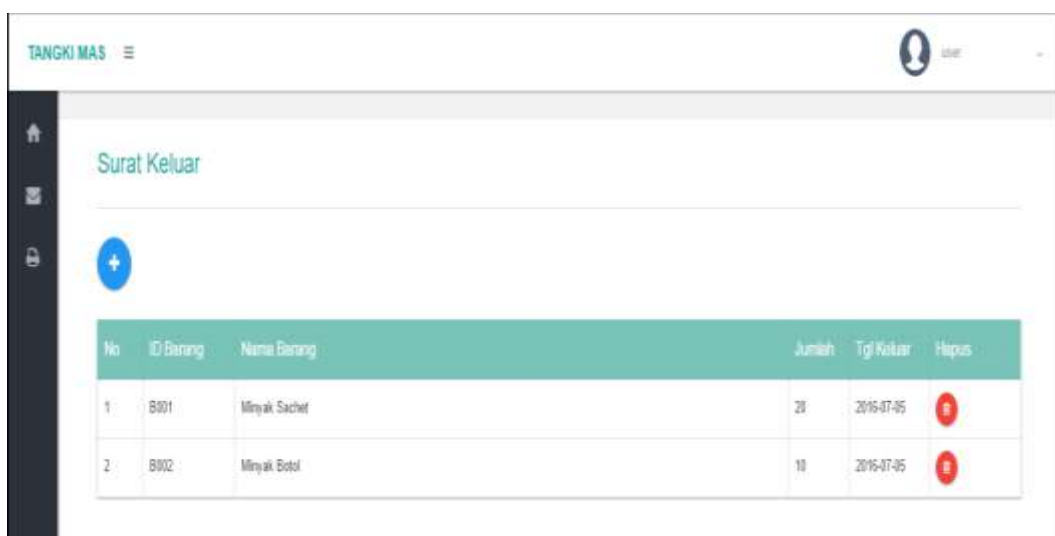 TANGKI MAS
user
Surat Keluar
No ID Barang Nama Barang Jumlah Tgl Keluar Hapus
1 B001 Minyak Sachet 20 2016-07-05
2 B002 Minyak Botol 10 2016-07-05